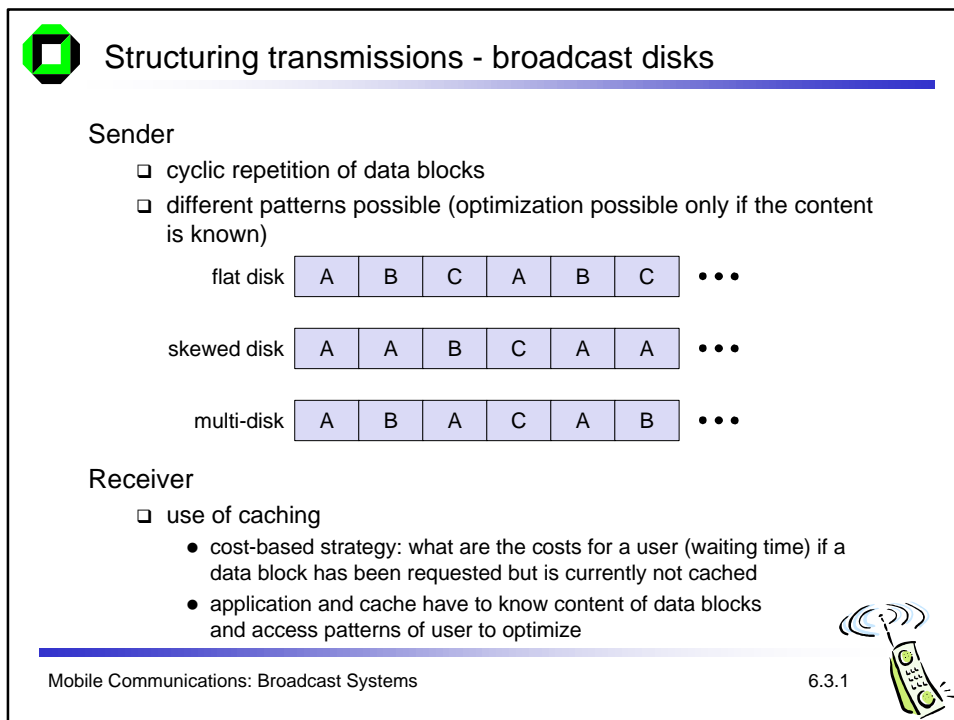 Structuring transmissions - broadcast disks
Sender
❑ cyclic repetition of data blocks
❑ different patterns possible (optimization possible only if the content
is known)
flat disk A B C A B C •••
skewed disk A A B C A A •••
multi-disk A B A C A B •••
Receiver
❑ use of caching
● cost-based strategy: what are the costs for a user (waiting time) if a
data block has been requested but is currently not cached
● application and cache have to know content of data blocks
and access patterns of user to optimize
Mobile Communications: Broadcast Systems 6.3.1